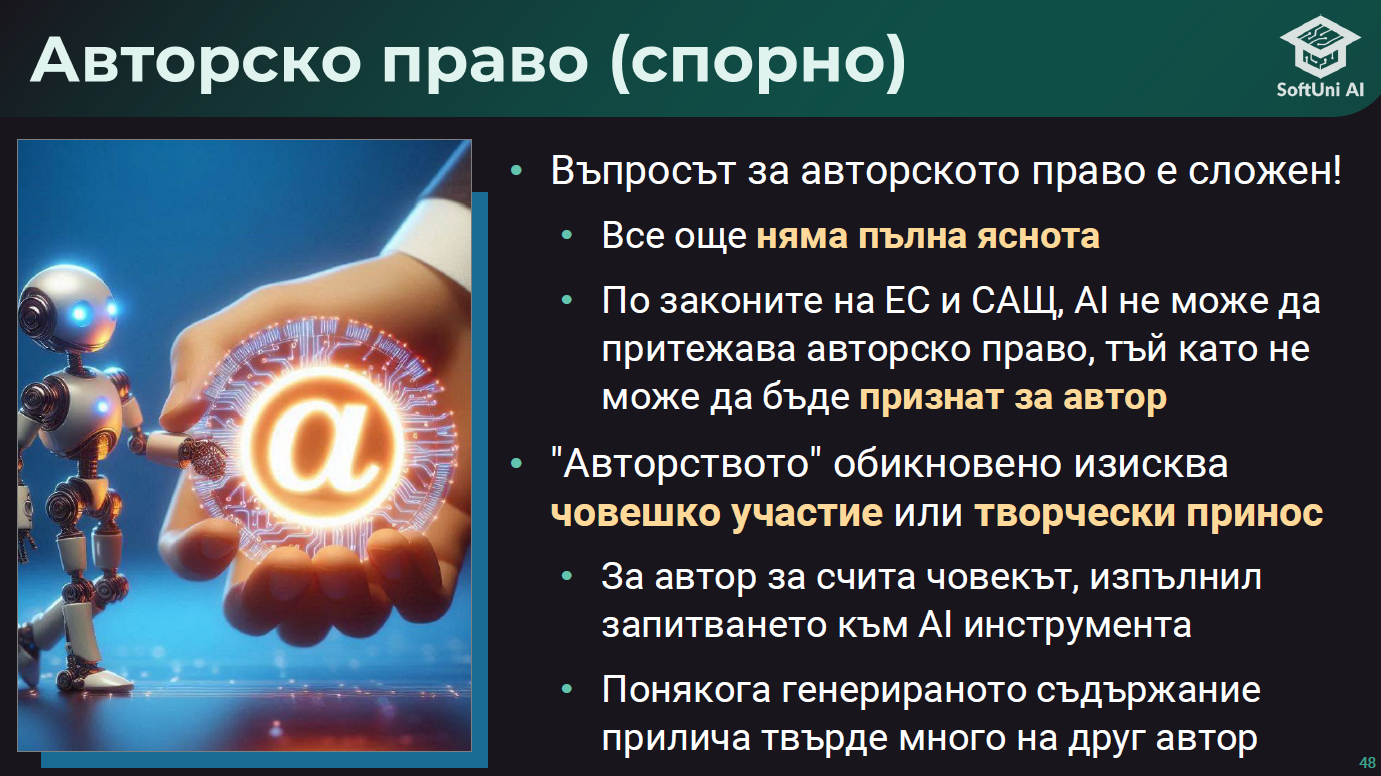 Авторско право (спорно)
SoftUni AI
@
• Въпросът за авторското право е сложен!
• Все още няма пълна яснота
• По законите на ЕС и САЩ, AI не може да
притежава авторско право, тъй като не
може да бъде признат за автор
• "Авторството" обикновено изисква
човешко участие или творчески принос
• За автор за счита човекът, изпълнил
запитването към AI инструмента
• Понякога генерираното съдържание
прилича твърде много на друг автор
48